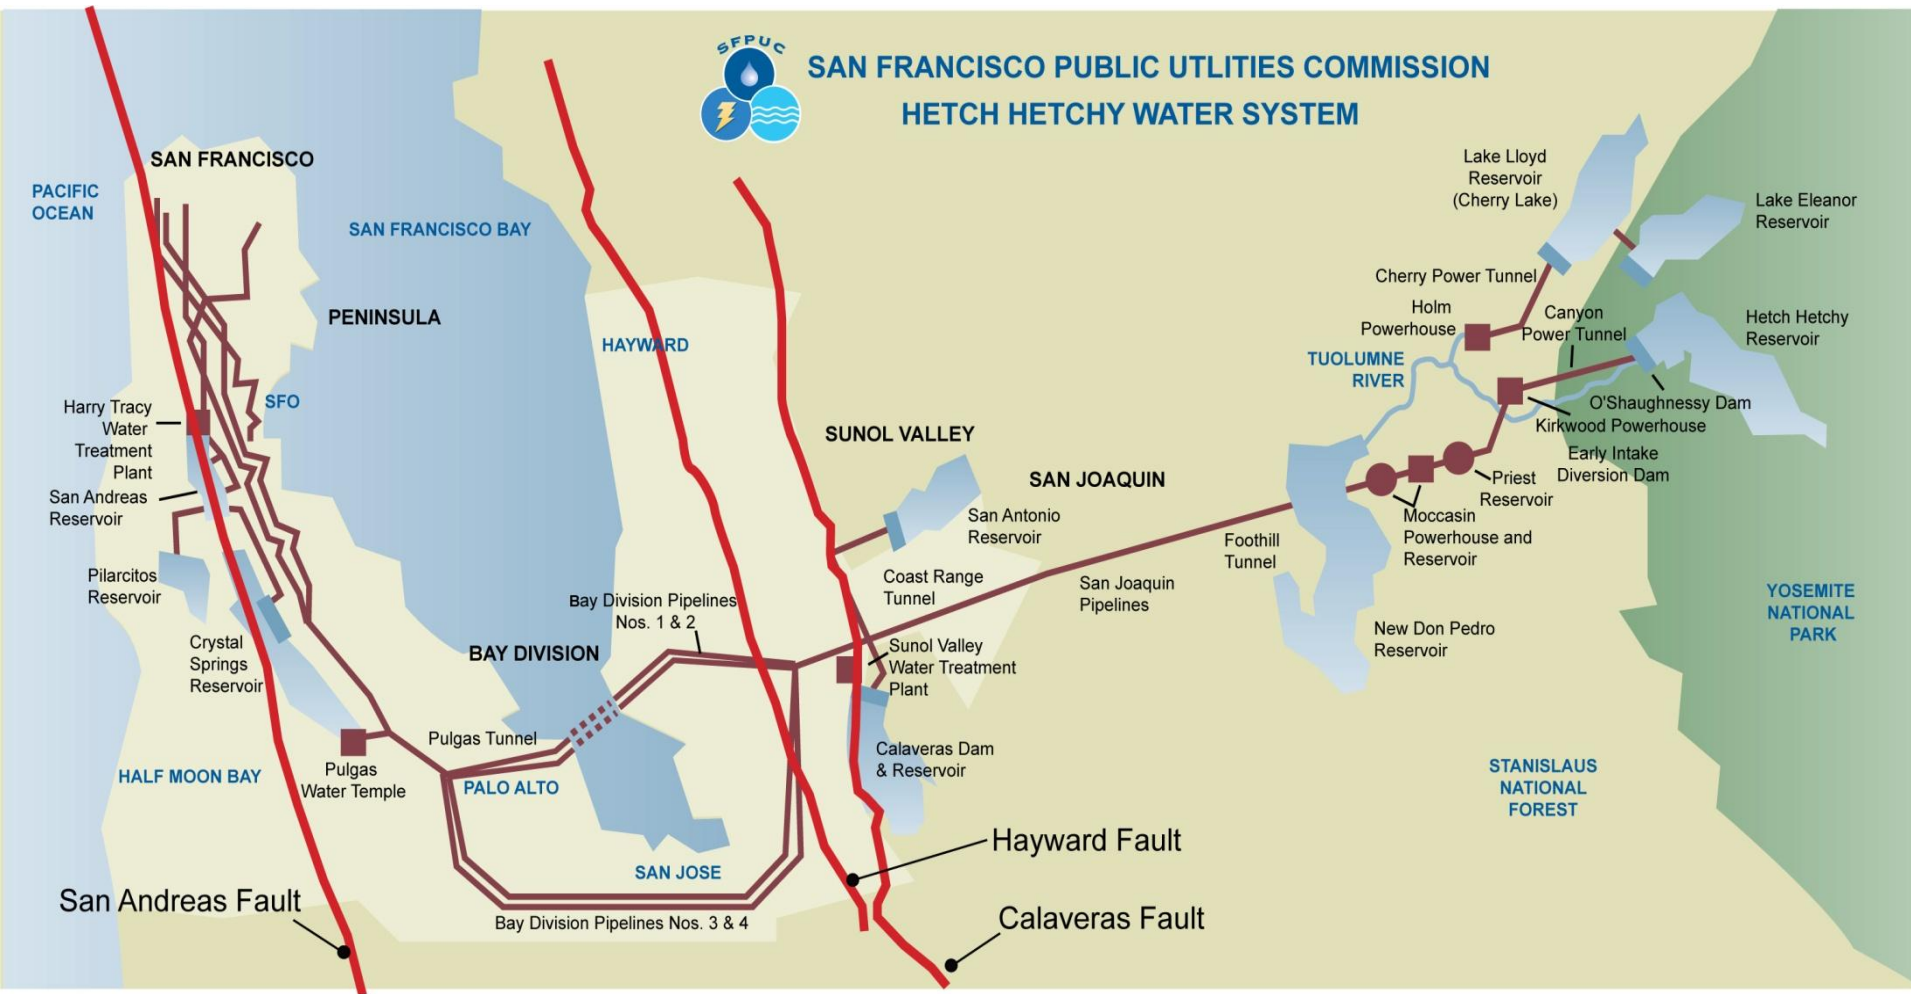 SFPUC
SAN FRANCISCO PUBLIC UTLITIES COMMISSION
HETCH HETCHY WATER SYSTEM
SAN FRANCISCO
PACIFIC
OCEAN
SAN FRANCISCO BAY
PENINSULA
HAYWARD
SFO
Harry Tracy
Water
Treatment
Plant
San Andreas
Reservoir
Pilarcitos
Reservoir
Crystal
Springs
Reservoir
HALF MOON BAY
Pulgas
Water Temple
Pulgas Tunnel
PALO ALTO
BAY DIVISION
Bay Division Pipelines
Nos. 1 & 2
SAN JOSE
Bay Division Pipelines Nos. 3 & 4
San Andreas Fault
Hayward Fault
Calaveras Fault
SUNOL VALLEY
San Antonio
Reservoir
Coast Range
Tunnel
Sunol Valley
Water Treatment
Plant
Calaveras Dam
& Reservoir
SAN JOAQUIN
San Joaquin
Pipelines
Foothill
Tunnel
New Don Pedro
Reservoir
Moccasin
Powerhouse and
Reservoir
Priest
Reservoir
Early Intake
Diversion Dam
Kirkwood Powerhouse
O'Shaughnessy Dam
TUOLUMNE
RIVER
Holm
Powerhouse
Cherry Power Tunnel
Canyon
Power Tunnel
Lake Lloyd
Reservoir
(Cherry Lake)
Lake Eleanor
Reservoir
Hetch Hetchy
Reservoir
YOSEMITE
NATIONAL
PARK
STANISLAUS
NATIONAL
FOREST